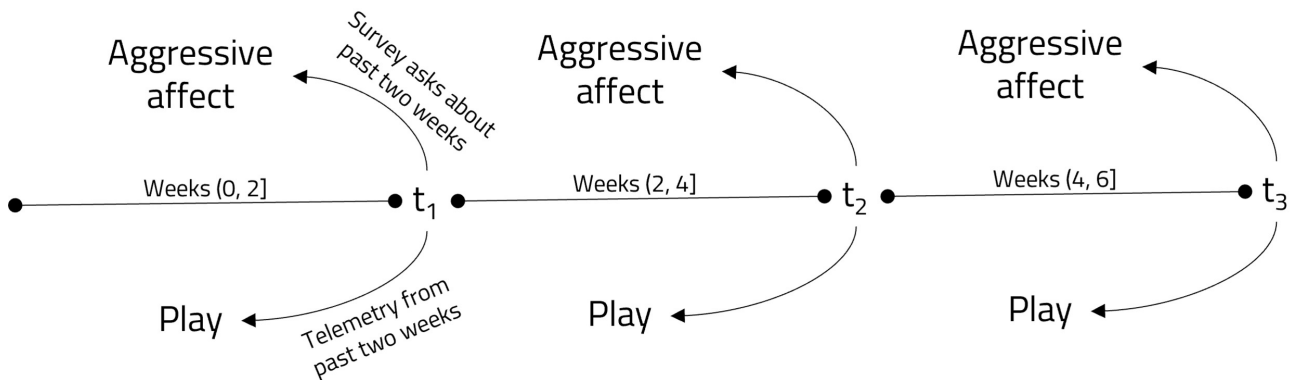 Aggressive
affect
Survey asks about
past two weeks
Aggressive
affect
Aggressive
affect
Weeks (0, 2]
t1
Weeks (2, 4]
t2
Weeks (4, 6]
t3
Play
Telemetry from
past two weeks
Play
Play